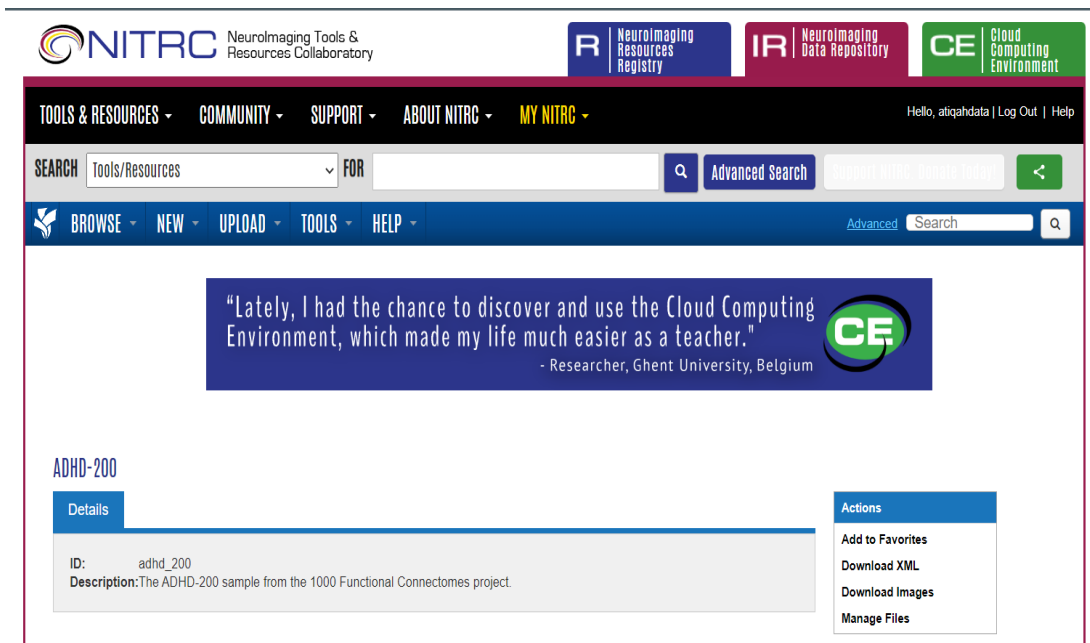 NITRC NeuroImaging Tools &
Resources Collaboratory
R NeuroImaging
Resources
Registry
IR NeuroImaging
Data Repository
CE Cloud
Computing
Environment
TOOLS & RESOURCES COMMUNITY SUPPORT ABOUT NITRC MY NITRC Hello, atiqahdata | Log Out | Help
SEARCH Tools/Resources FOR Advanced Search Support NITRC, Donate Today!
BROWSE NEW UPLOAD TOOLS HELP Advanced Search
"Lately, I had the chance to discover and use the Cloud Computing
Environment, which made my life much easier as a teacher."
- Researcher, Ghent University, Belgium
CE
ADHD-200
Details
ID: adhd_200
Description:The ADHD-200 sample from the 1000 Functional Connectomes project.
Actions
Add to Favorites
Download XML
Download Images
Manage Files